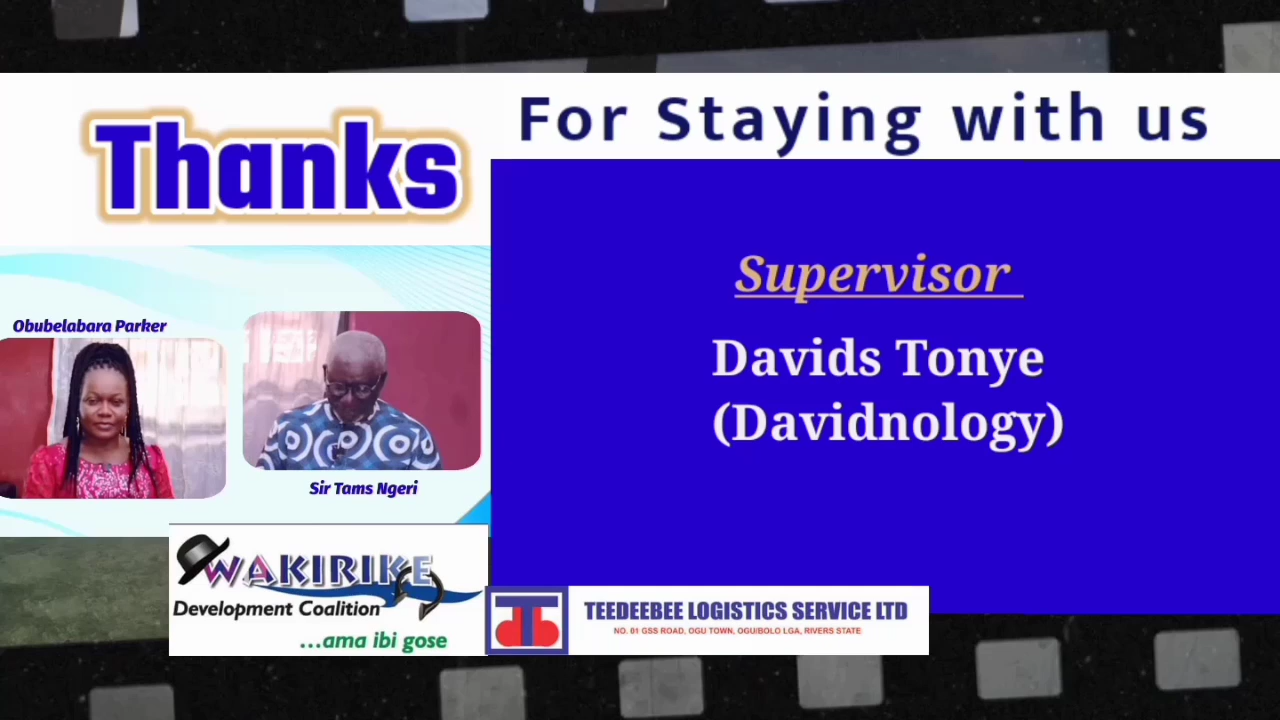 Thanks
For Staying with us
Obubelabara Parker
Sir Tams Ngeri
Supervisor
Davids Tonye
(Davidnology)
WAKIRIKE
Development Coalition
...ama ibi gose
TEEDEEBEE LOGISTICS SERVICE LTD
NO. 01 GSS ROAD, OGU TOWN, OGU/BOLO LGA, RIVERS STATE